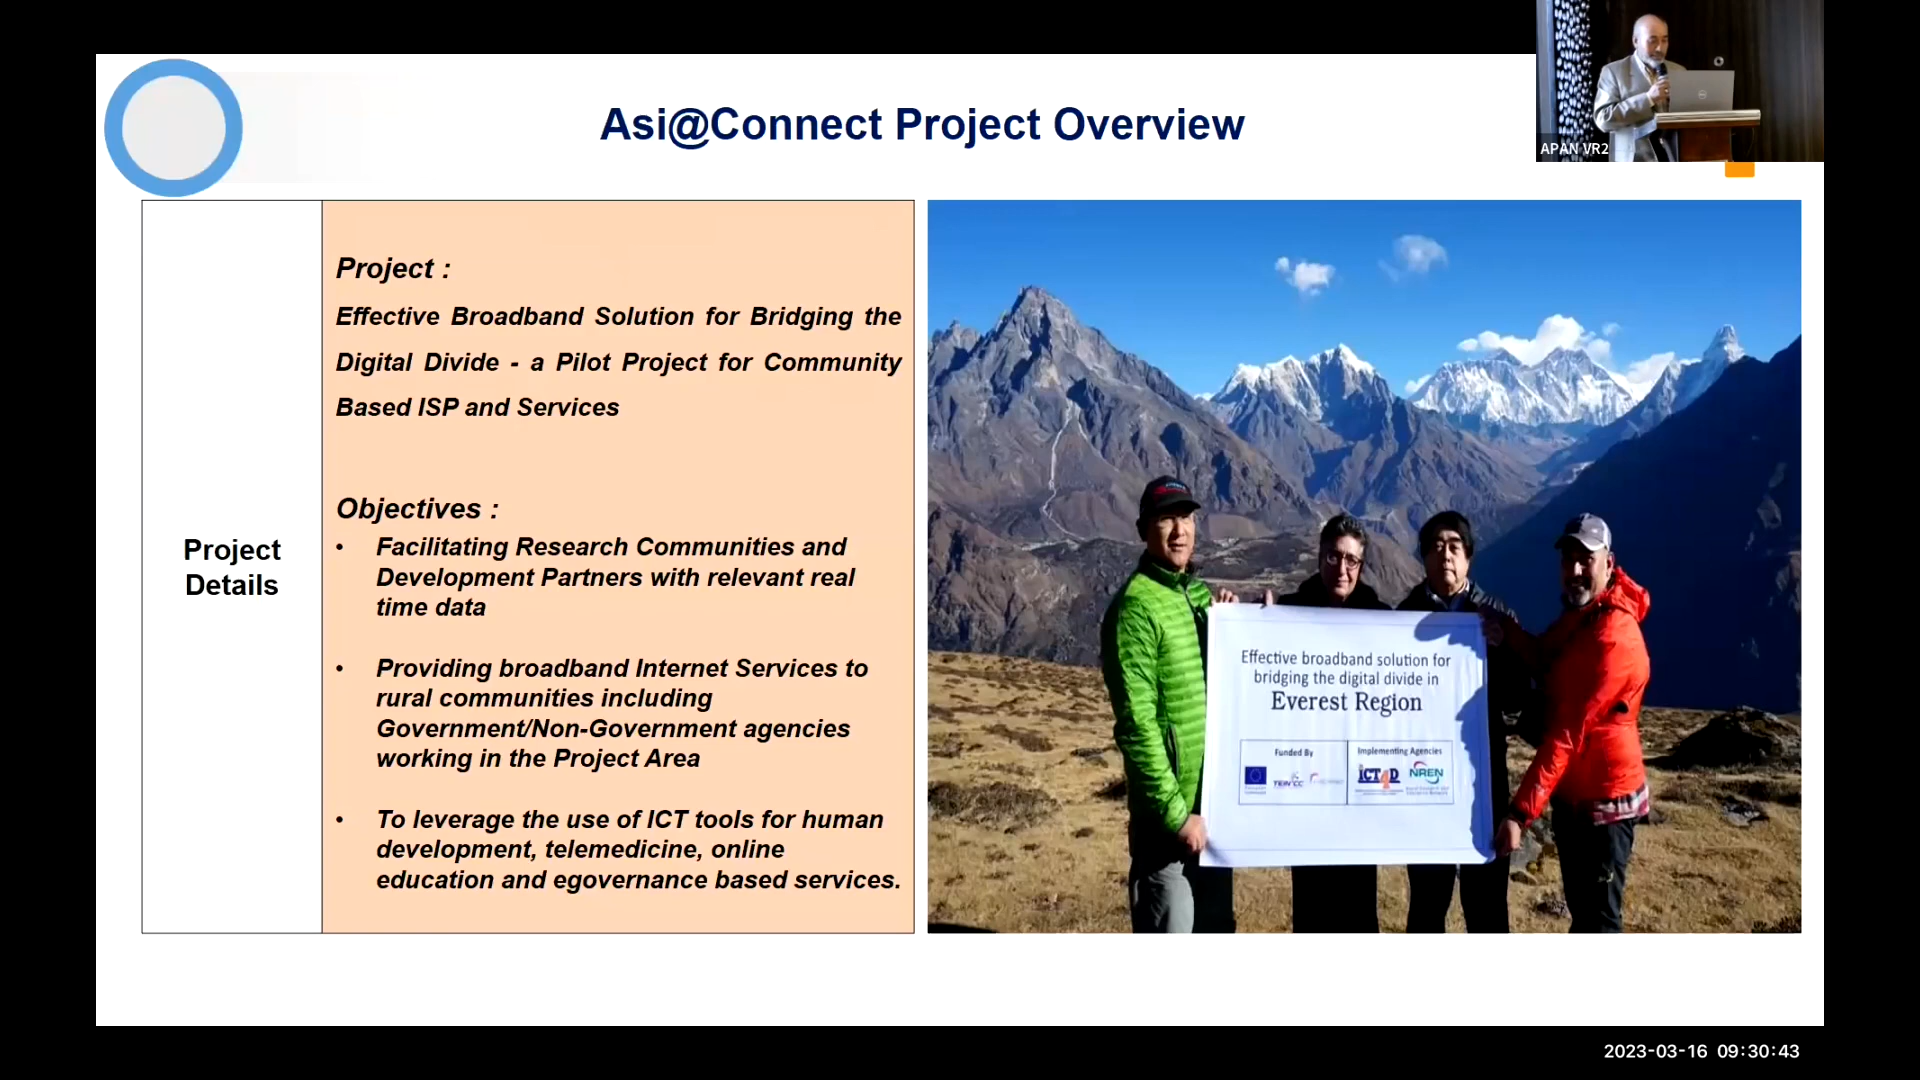 Asi@Connect Project Overview
APAN VR2
Project :
Effective Broadband Solution for Bridging the
Digital Divide - a Pilot Project for Community
Based ISP and Services
Project
Details
Objectives :
• Facilitating Research Communities and
Development Partners with relevant real
time data
• Providing broadband Internet Services to
rural communities including
Government/Non-Government agencies
working in the Project Area
• To leverage the use of ICT tools for human
development, telemedicine, online
education and egovernance based services.
Effective broadband solution for
bridging the digital divide in
Everest Region
Funded By
Implementing Agencies
ICT4D
NREN
2023-03-16 09:30:43